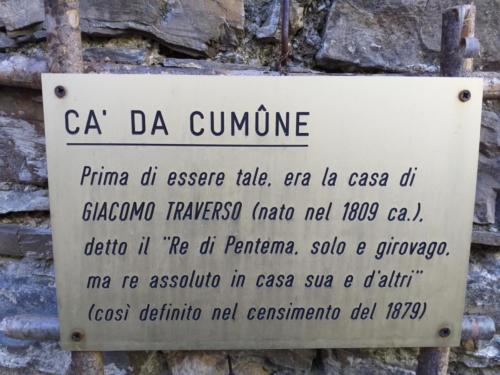 CA' DA CUMÛNE
Prima di essere tale, era la casa di
GIACOMO TRAVERSO (nato nel 1809 ca.),
detto il "Re di Pentema, solo e girovago,
ma re assoluto in casa sua e d'altri"
(così definito nel censimento del 1879)